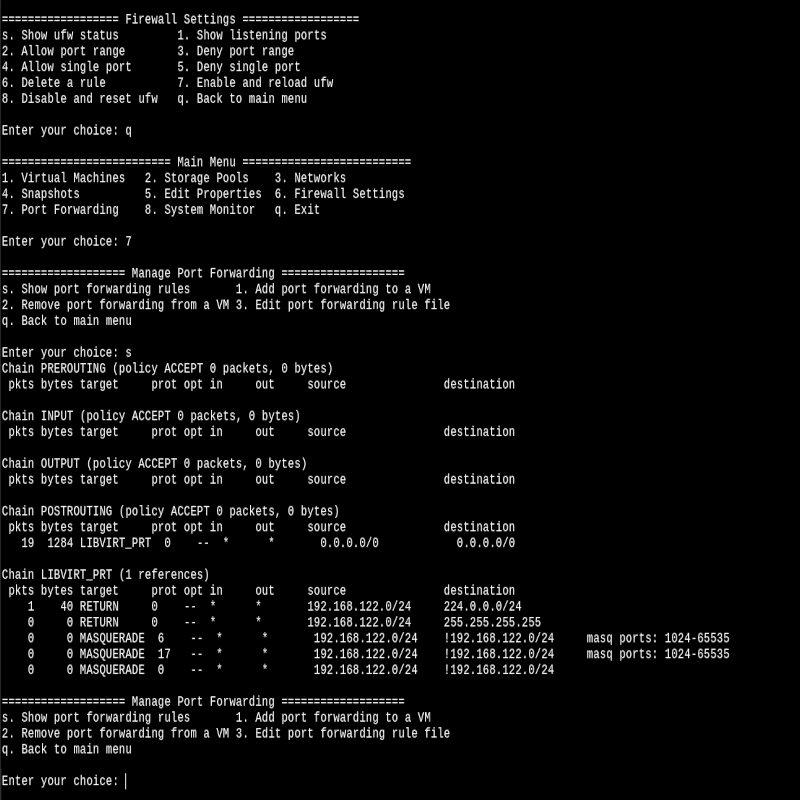 ================== Firewall Settings ==================
s. Show ufw status         1. Show listening ports
2. Allow port range        3. Deny port range
4. Allow single port       5. Deny single port
6. Delete a rule           7. Enable and reload ufw
8. Disable and reset ufw   q. Back to main menu

Enter your choice: q

========================== Main Menu ==========================
1. Virtual Machines   2. Storage Pools    3. Networks
4. Snapshots          5. Edit Properties  6. Firewall Settings
7. Port Forwarding    8. System Monitor   q. Exit

Enter your choice: 7

=================== Manage Port Forwarding ===================
s. Show port forwarding rules       1. Add port forwarding to a VM
2. Remove port forwarding from a VM 3. Edit port forwarding rule file
q. Back to main menu

Enter your choice: s
Chain PREROUTING (policy ACCEPT 0 packets, 0 bytes)
 pkts bytes target     prot opt in     out     source               destination

Chain INPUT (policy ACCEPT 0 packets, 0 bytes)
 pkts bytes target     prot opt in     out     source               destination

Chain OUTPUT (policy ACCEPT 0 packets, 0 bytes)
 pkts bytes target     prot opt in     out     source               destination

Chain POSTROUTING (policy ACCEPT 0 packets, 0 bytes)
 pkts bytes target     prot opt in     out     source               destination
   19  1284 LIBVIRT_PRT  0    --  *      *       0.0.0.0/0            0.0.0.0/0

Chain LIBVIRT_PRT (1 references)
 pkts bytes target     prot opt in     out     source               destination
    1    40 RETURN     0    --  *      *       192.168.122.0/24     224.0.0.0/24
    0     0 RETURN     0    --  *      *       192.168.122.0/24     255.255.255.255
    0     0 MASQUERADE  6    --  *      *       192.168.122.0/24    !192.168.122.0/24     masq ports: 1024-65535
    0     0 MASQUERADE  17   --  *      *       192.168.122.0/24    !192.168.122.0/24     masq ports: 1024-65535
    0     0 MASQUERADE  0    --  *      *       192.168.122.0/24    !192.168.122.0/24

=================== Manage Port Forwarding ===================
s. Show port forwarding rules       1. Add port forwarding to a VM
2. Remove port forwarding from a VM 3. Edit port forwarding rule file
q. Back to main menu

Enter your choice: